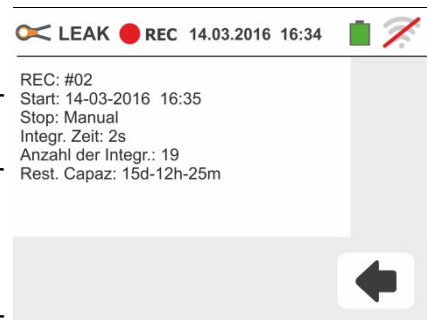 LEAK REC 14.03.2016 16:34
REC: #02
Start: 14-03-2016 16:35
Stop: Manual
Integr. Zeit: 2s
Anzahl der Integr.: 19
Rest. Capaz: 15d-12h-25m